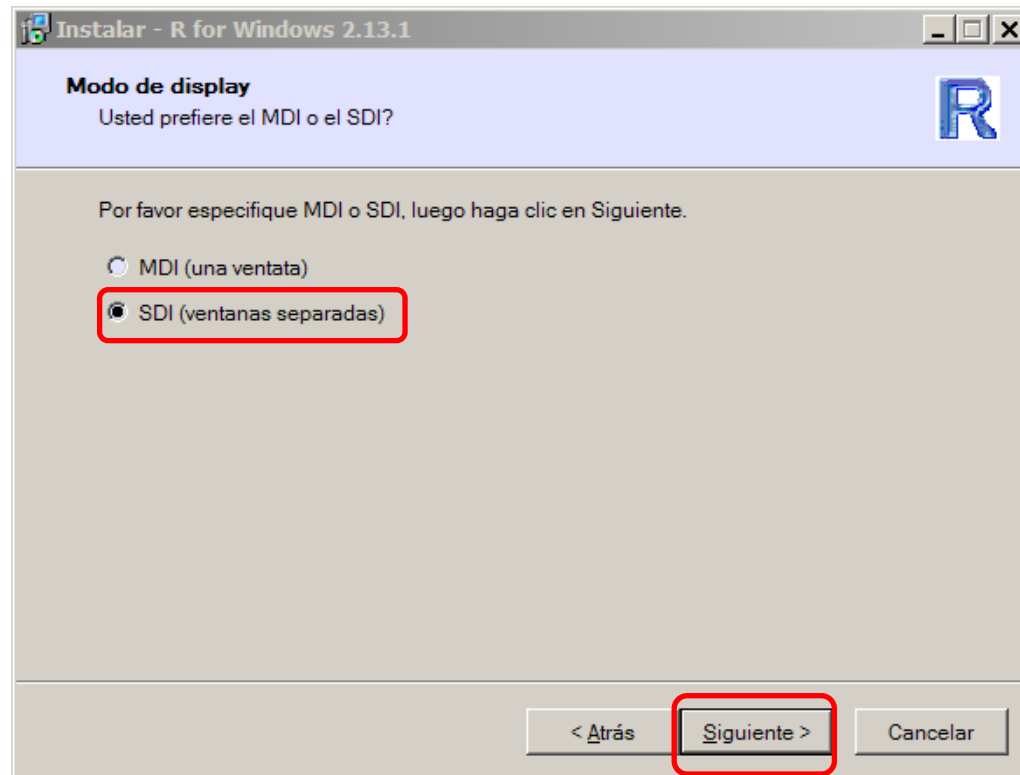 Instalar - R for Windows 2.13.1
Modo de display
Usted prefiere el MDI o el SDI?
R
Por favor especifique MDI o SDI, luego haga clic en Siguiente.
MDI (una ventata)
SDI (ventanas separadas)
< Atrás Siguiente > Cancelar